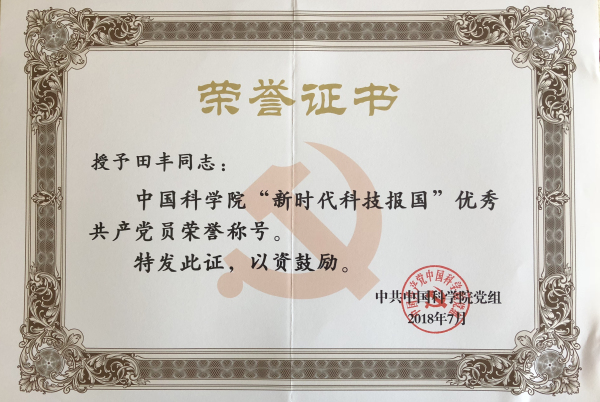 荣誉证书
授予田丰同志：
中国科学院“新时代科技报国”优秀
共产党员荣誉称号。
特发此证，以资鼓励。
中共中国科学院党组
2018年7月